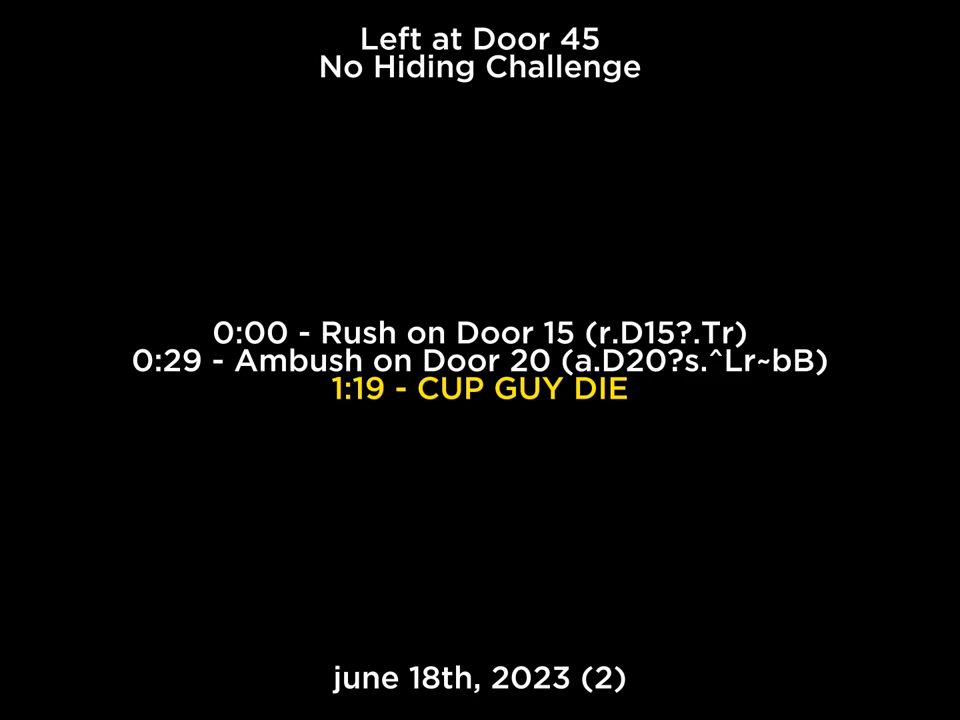 Left at Door 45
No Hiding Challenge
0:00 - Rush on Door 15 (r.D15?.Tr)
0:29 - Ambush on Door 20 (a.D20?s.^Lr~bB)
1:19 - CUP GUY DIE
june 18th, 2023 (2)